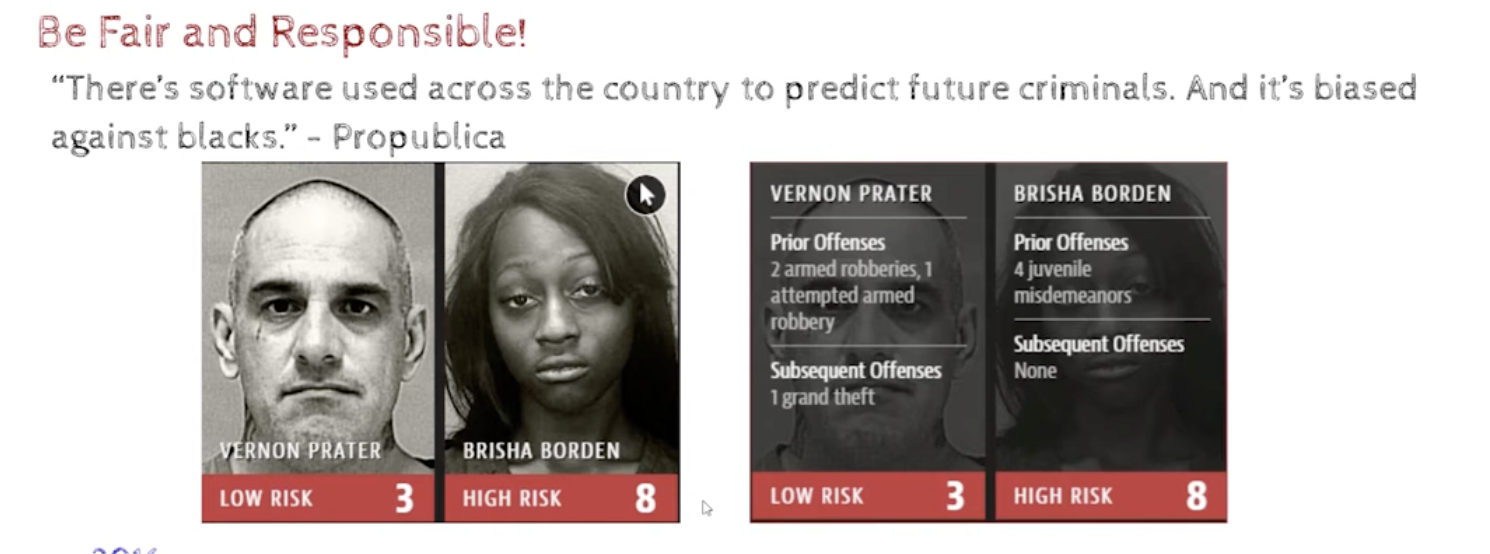 Be Fair and Responsible!
“There's software used across the country to predict future criminals. And it's biased
against blacks.” - Propublica
VERNON PRATER
LOW RISK 3
BRISHA BORDEN
HIGH RISK 8
VERNON PRATER
Prior Offenses
2 armed robberies, 1
attempted armed
robbery
Subsequent Offenses
1 grand theft
LOW RISK 3
BRISHA BORDEN
Prior Offenses
4 juvenile
misdemeanors
Subsequent Offenses
None
HIGH RISK 8